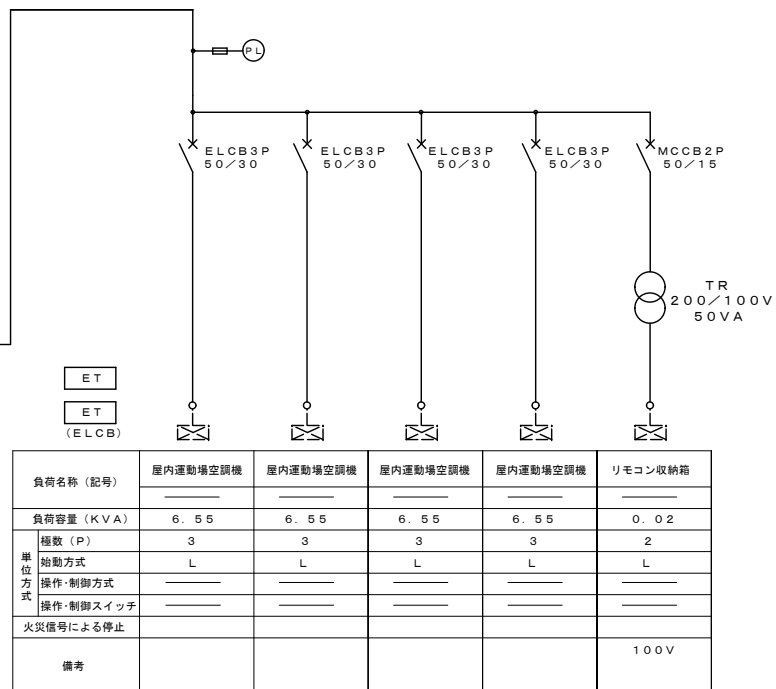 PL
ELCB3P
50/30
ELCB3P
50/30
ELCB3P
50/30
ELCB3P
50/30
MCCB2P
50/15
TR
200/100V
50VA
ET
ET
(ELCB)
負荷名称(記号) 屋内運動場空調機 屋内運動場空調機 屋内運動場空調機 屋内運動場空調機 リモコン収納箱
負荷容量(KVA) 6.55 6.55 6.55 6.55 0.02
単位方式
極数(P) 3 3 3 3 2
始動方式 L L L L L
操作・制御方式
操作・制御スイッチ
火災信号による停止
備考 100V